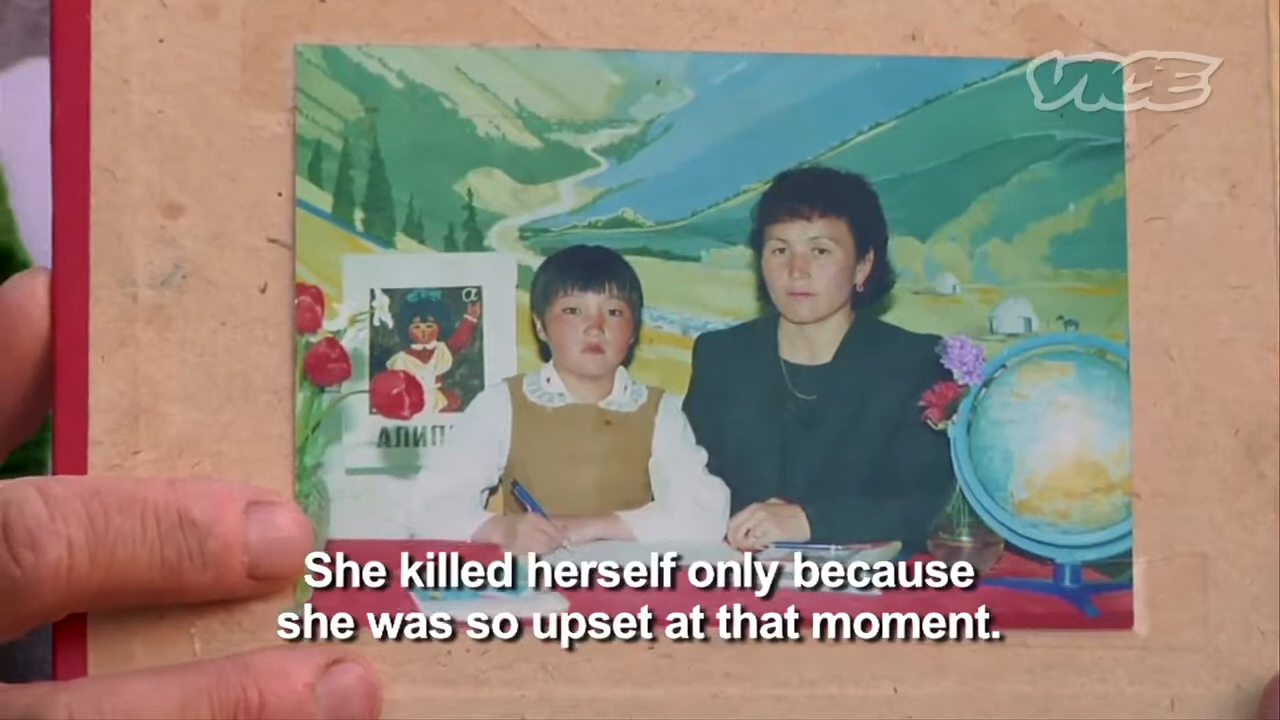 VICE
α
АЛИП
She killed herself only because
she was so upset at that moment.